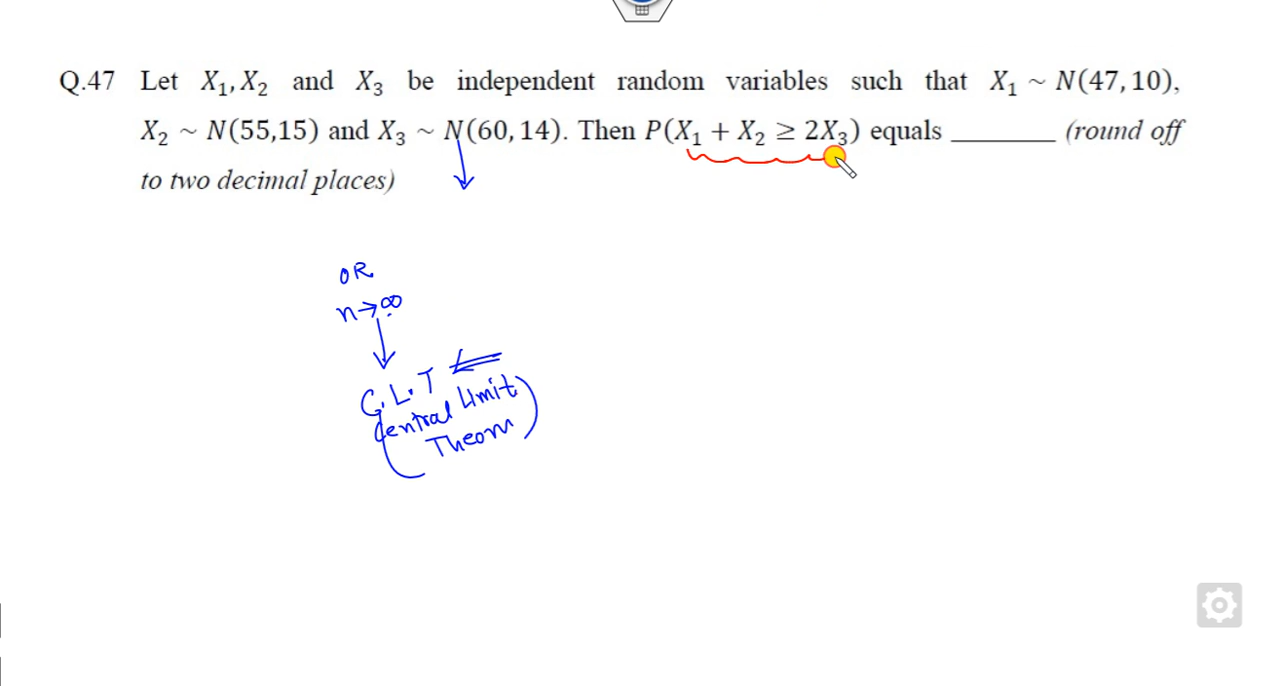 Q.47 Let X₁, X₂ and X₃ be independent random variables such that X₁ ~ N(47, 10),
X₂ ~ N(55,15) and X₃ ~ N(60, 14). Then P(X₁ + X₂ ≥ 2X₃) equals ________ (round off
to two decimal places)
OR
n→∞
C.L.T
(Central Limit
Theorm)